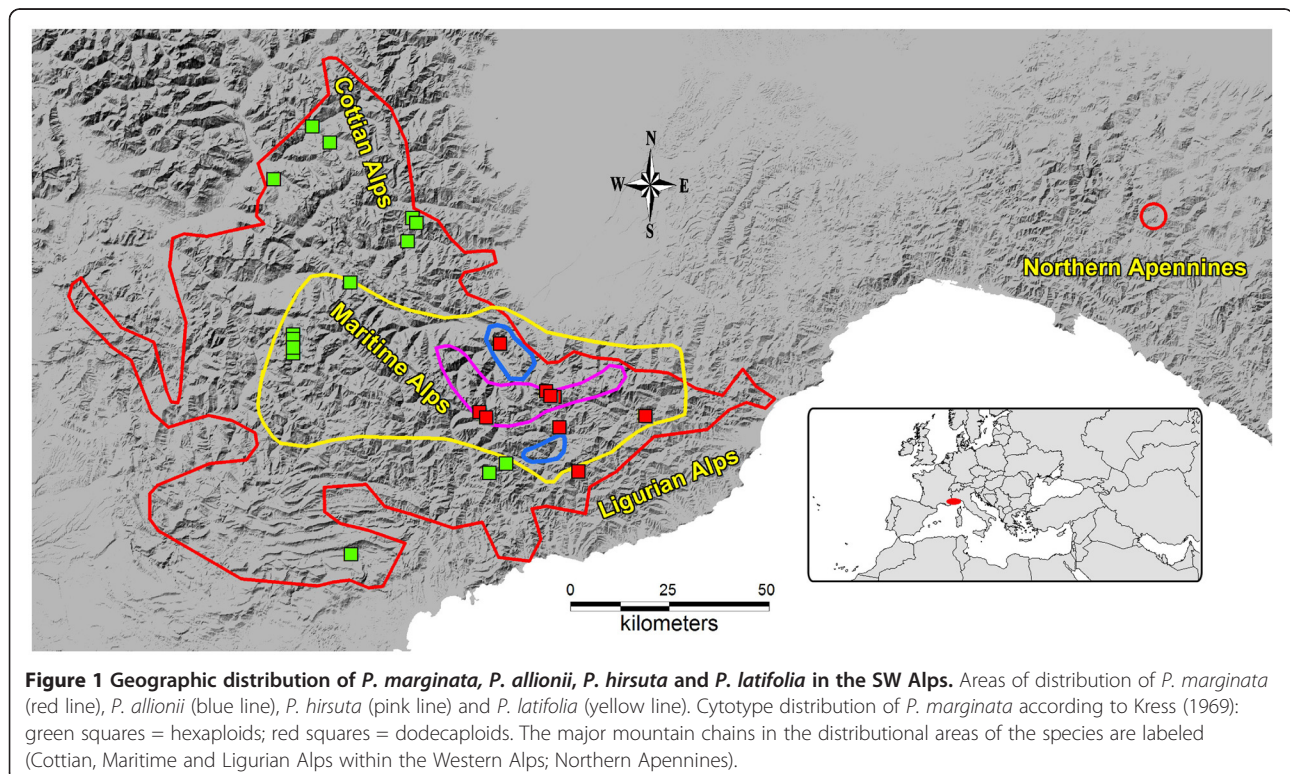 Cottian Alps
N
W E
S
Northern Apennines
Maritime Alps
Ligurian Alps
0 25 50
kilometers
Figure 1 Geographic distribution of P. marginata, P. allionii, P. hirsuta and P. latifolia in the SW Alps. Areas of distribution of P. marginata
(red line), P. allionii (blue line), P. hirsuta (pink line) and P. latifolia (yellow line). Cytotype distribution of P. marginata according to Kress (1969):
green squares = hexaploids; red squares = dodecaploids. The major mountain chains in the distributional areas of the species are labeled
(Cottian, Maritime and Ligurian Alps within the Western Alps; Northern Apennines).